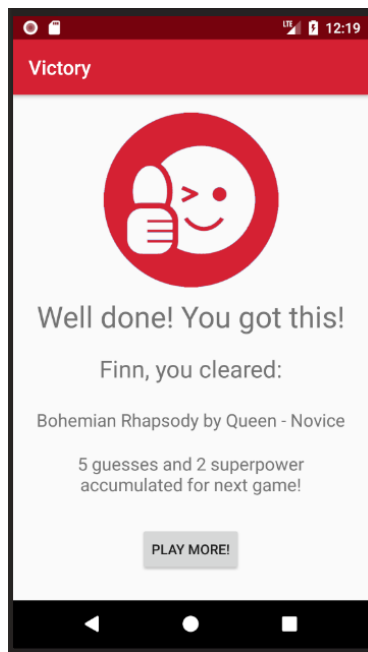 LTE 12:19
Victory
Well done! You got this!
Finn, you cleared:
Bohemian Rhapsody by Queen - Novice
5 guesses and 2 superpower
accumulated for next game!
PLAY MORE!